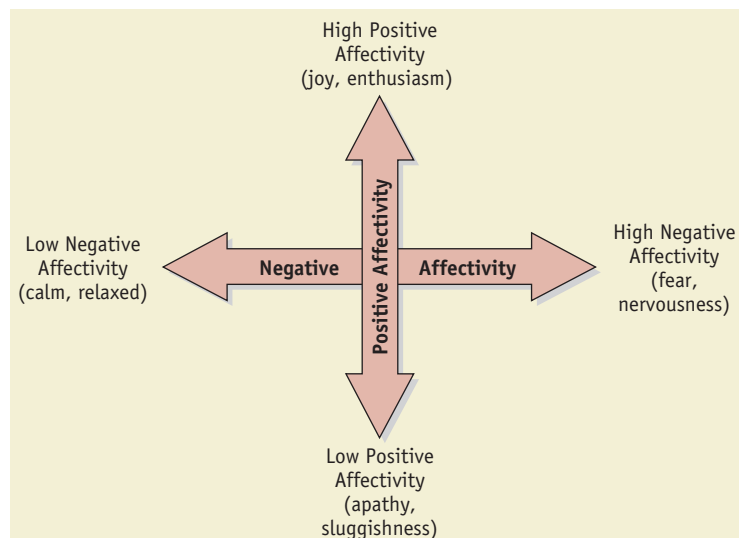 High Positive
Affectivity
(joy, enthusiasm)
Low Negative
Affectivity
(calm, relaxed)
Negative
Positive Affectivity
Affectivity
High Negative
Affectivity
(fear,
nervousness)
Low Positive
Affectivity
(apathy,
sluggishness)